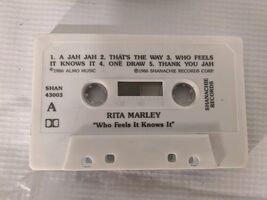 1. A JAH JAH 2. THAT'S THE WAY 3. WHO FEELS
IT KNOWS IT 4. ONE DRAW 5. THANK YOU JAH
©1980 ALMO MUSIC ©1980 SHANACHIE RECORDS CORP.
SHAN
43003
A
SHANACHIE
RECORDS
RITA MARLEY
"Who Feels It Knows It"